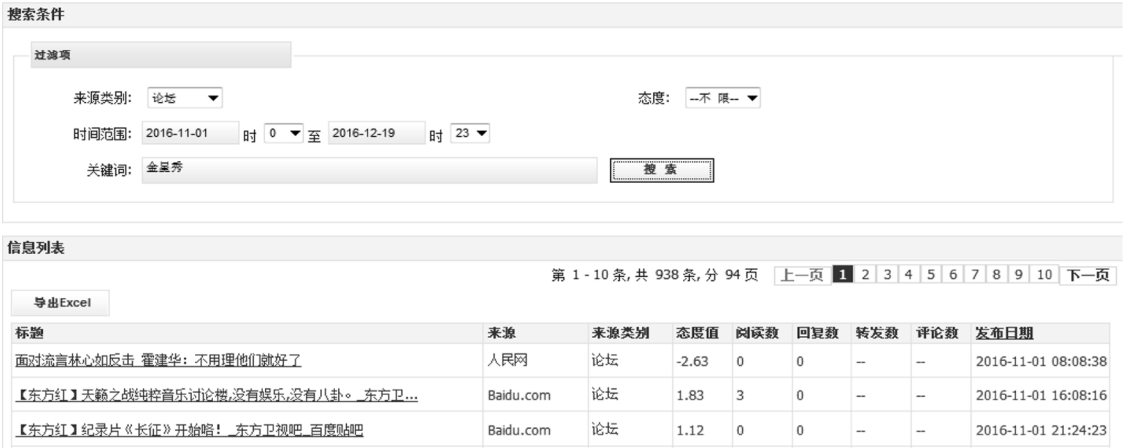 搜索条件
过滤项
来源类别: 论坛 态度: --不 限--
时间范围: 2016-11-01 时 0 至 2016-12-19 时 23
关键词: 金星秀 搜 索
信息列表
第 1 - 10 条, 共 938 条, 分 94 页 上一页 1 2 3 4 5 6 7 8 9 10 下一页
导出Excel
标题 来源 来源类别 态度值 阅读数 回复数 转发数 评论数 发布日期
面对流言林心如反击 霍建华：不用理他们就好了 人民网 论坛 -2.63 0 0 -- -- 2016-11-01 08:08:38
【东方红】天籁之战纯粹音乐讨论楼,没有娱乐,没有八卦。_东方卫... Baidu.com 论坛 1.83 3 0 -- -- 2016-11-01 16:08:16
【东方红】纪录片《长征》开始咯！_东方卫视吧_百度贴吧 Baidu.com 论坛 1.12 0 0 -- -- 2016-11-01 21:24:23